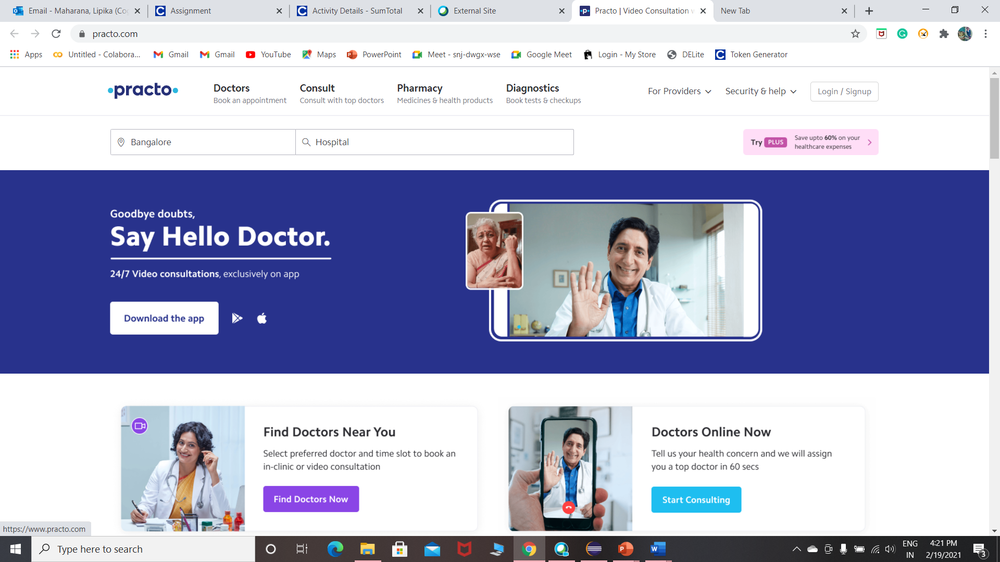 Email - Maharana, Lipika (Cog
Assignment
Activity Details - SumTotal
External Site
Practo | Video Consultation w
New Tab
practo.com
Apps
Untitled - Colabora...
Gmail
Gmail
YouTube
Maps
PowerPoint
Meet - snj-dwgx-wse
Google Meet
Login - My Store
DELite
Token Generator
practo
Doctors
Book an appointment
Consult
Consult with top doctors
Pharmacy
Medicines & health products
Diagnostics
Book tests & checkups
For Providers
Security & help
Login / Signup
Bangalore
Hospital
Try PLUS
Save upto 60% on your
healthcare expenses
Goodbye doubts,
Say Hello Doctor.
24/7 Video consultations, exclusively on app
Download the app
Find Doctors Near You
Select preferred doctor and time slot to book an
in-clinic or video consultation
Find Doctors Now
Doctors Online Now
Tell us your health concern and we will assign
you a top doctor in 60 secs
Start Consulting
https://www.practo.com
Type here to search
ENG
IN
4:21 PM
2/19/2021
3